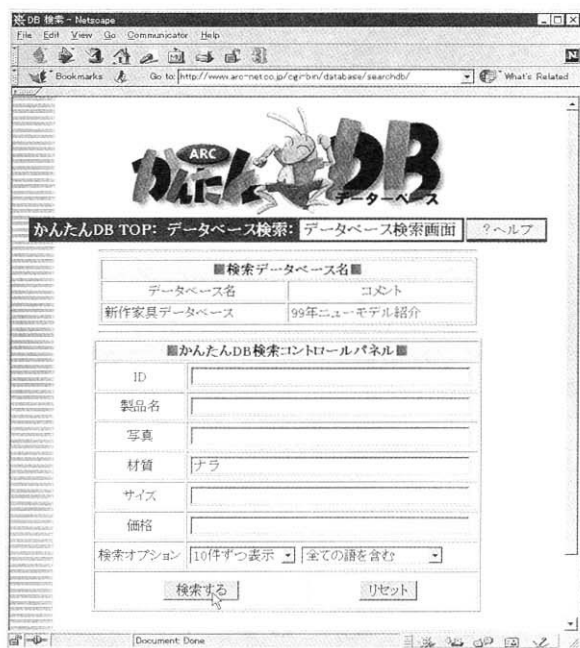 DB 検索 - Netscape
File Edit View Go Communicator Help
Bookmarks Go to: http://www.arc-net.co.jp/cgi-bin/database/searchdb/ What's Related
ARC
かんたんDB
データーベース
かんたんDB TOP: データベース検索: データベース検索画面 ?ヘルプ
■検索データベース名■
データベース名 コメント
新作家具データベース 99年ニューモデル紹介
■かんたんDB検索コントロールパネル■
ID
製品名
写真
材質 ナラ
サイズ
価格
検索オプション 10件ずつ表示 全ての語を含む
検索する リセット
Document: Done